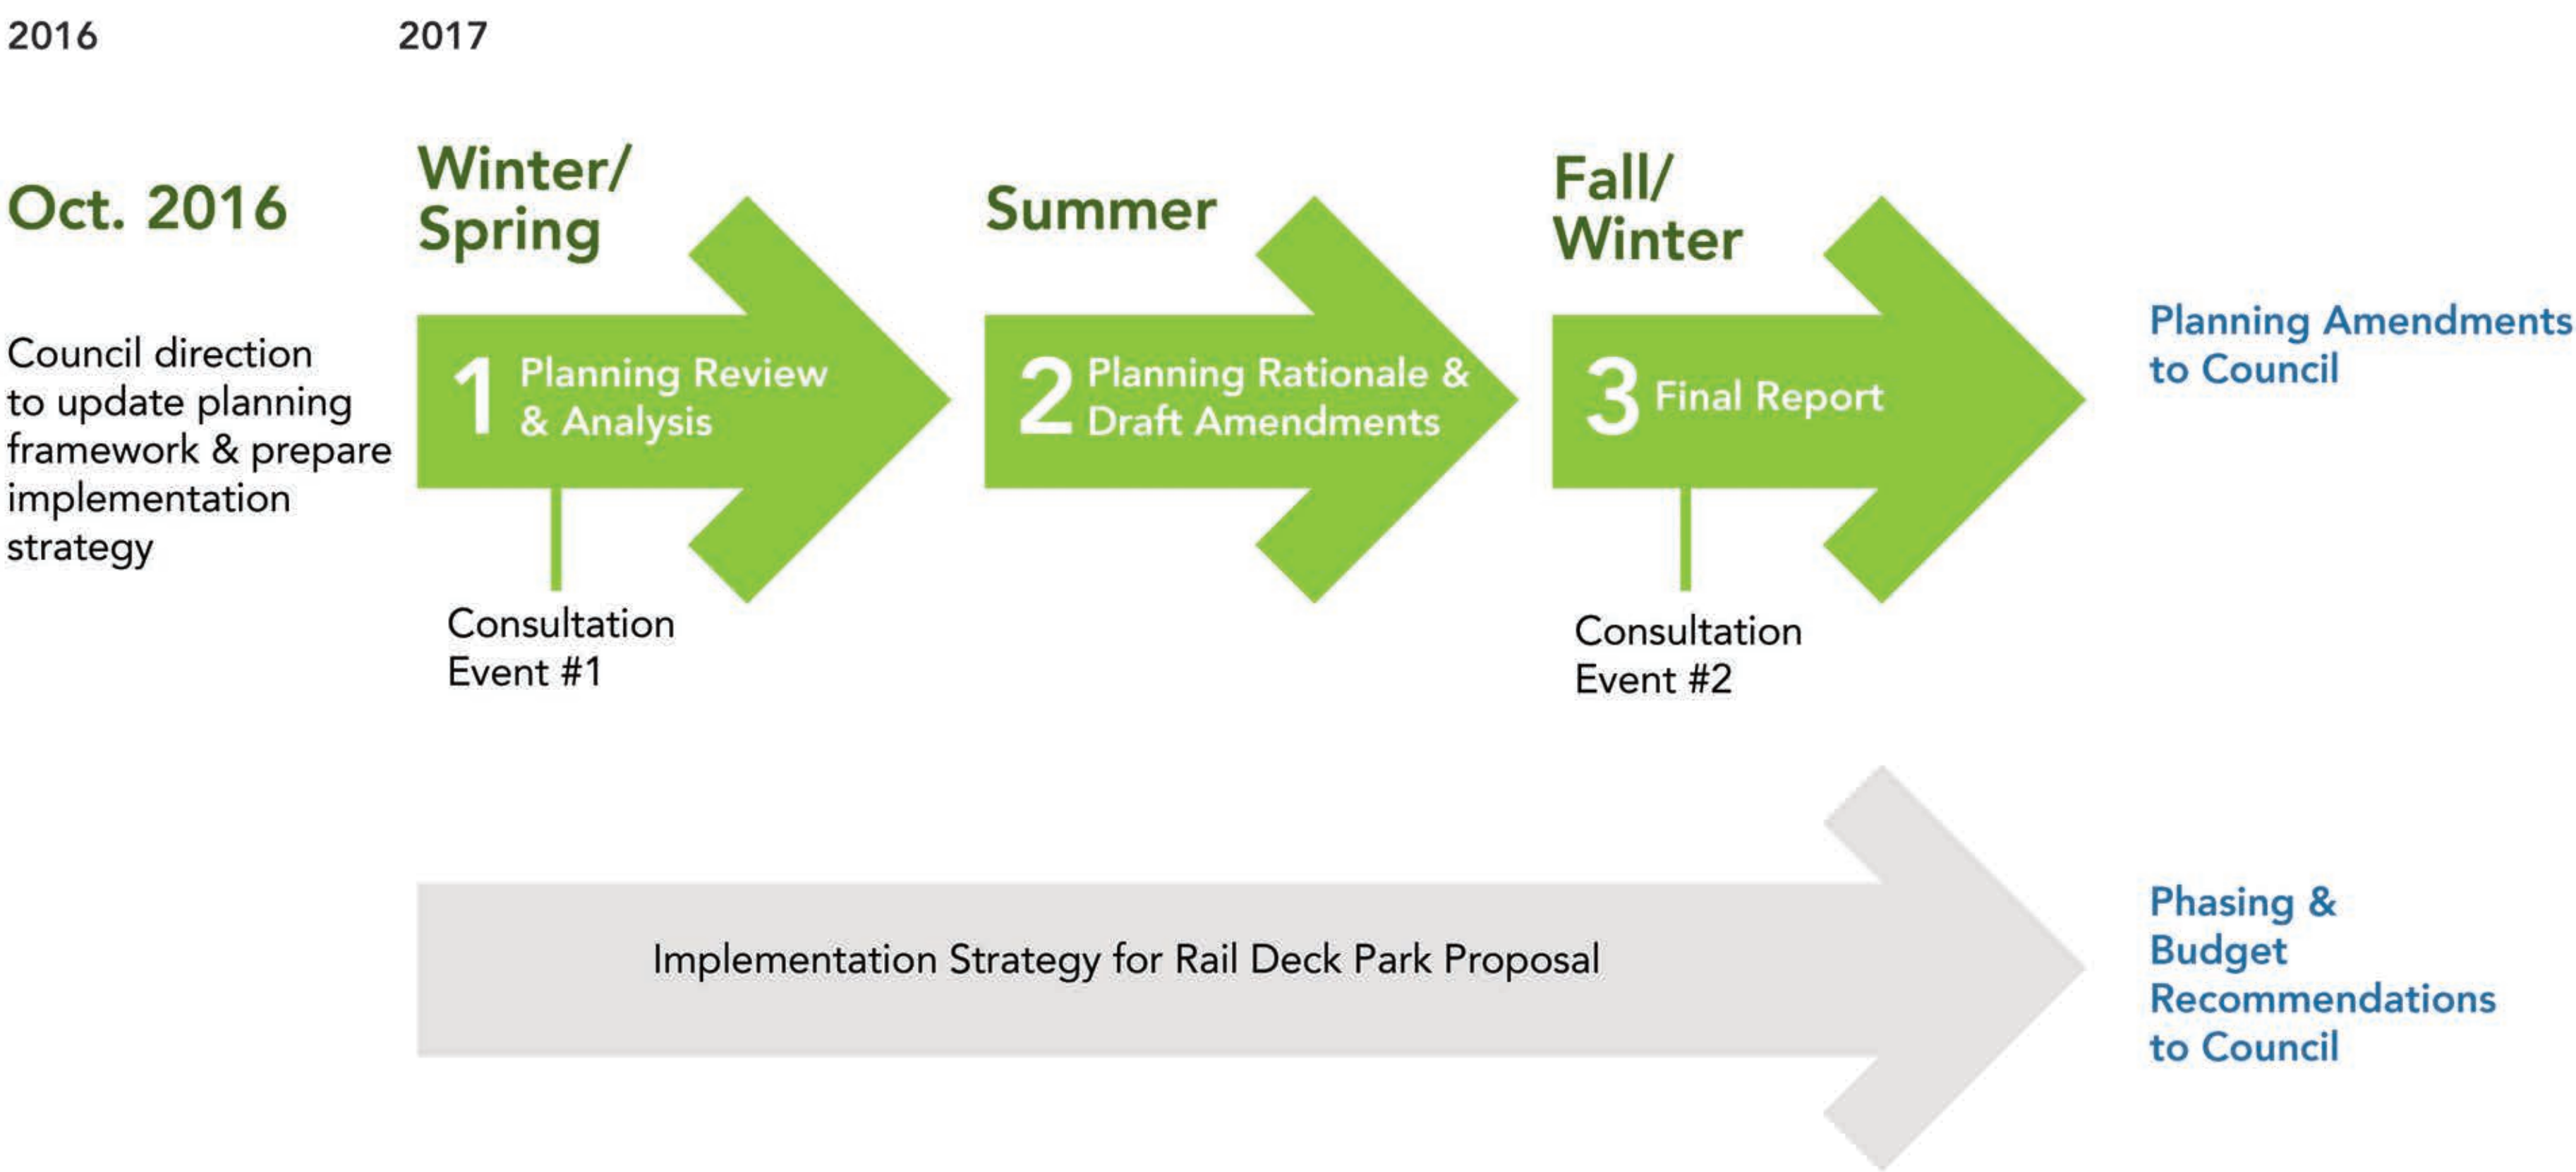 2016
2017
Oct. 2016
Council direction
to update planning
framework & prepare
implementation
strategy
Winter/
Spring
1 Planning Review
& Analysis
Consultation
Event #1
Summer
2 Planning Rationale &
Draft Amendments
Fall/
Winter
3 Final Report
Consultation
Event #2
Planning Amendments
to Council
Implementation Strategy for Rail Deck Park Proposal
Phasing &
Budget
Recommendations
to Council